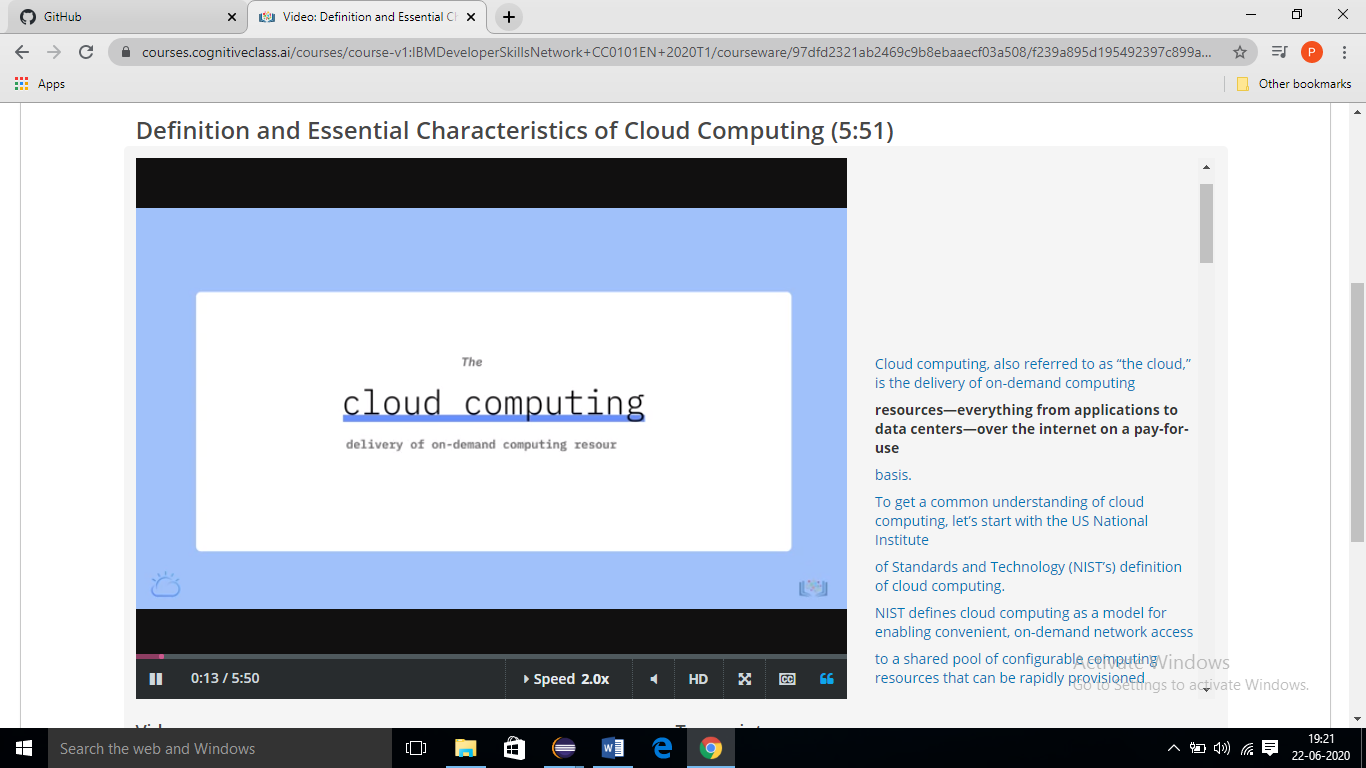 GitHub
Video: Definition and Essential Cl
courses.cognitiveclass.ai/courses/course-v1:IBMDeveloperSkillsNetwork+CC0101EN+2020T1/courseware/97dfd2321ab2469c9b8ebaaecf03a508/f239a895d195492397c899a...
P
Apps
Other bookmarks
Definition and Essential Characteristics of Cloud Computing (5:51)
The
cloud computing
delivery of on-demand computing resour
Cloud computing, also referred to as “the cloud,”
is the delivery of on-demand computing
resources—everything from applications to
data centers—over the internet on a pay-for-
use
basis.
To get a common understanding of cloud
computing, let’s start with the US National
Institute
of Standards and Technology (NIST’s) definition
of cloud computing.
NIST defines cloud computing as a model for
enabling convenient, on-demand network access
to a shared pool of configurable computing
resources that can be rapidly provisioned
Activate Windows
Go to Settings to activate Windows.
0:13 / 5:50
Speed 2.0x
HD
CC
Search the web and Windows
19:21
22-06-2020